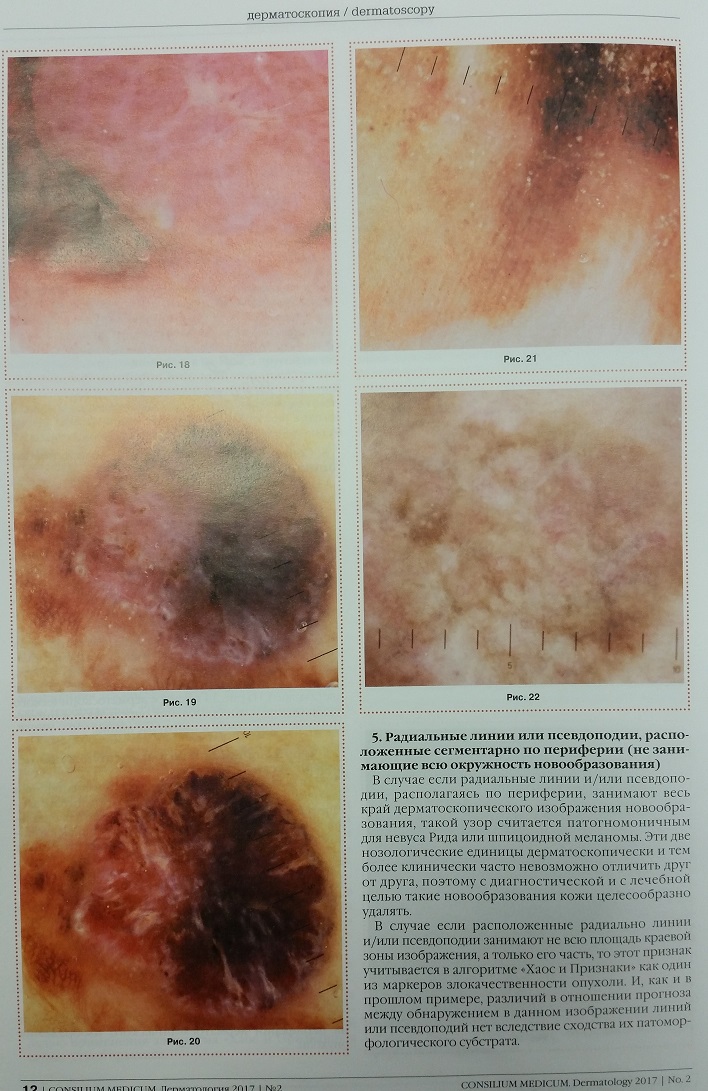 дерматоскопия / dermatoscopy
Рис. 18
Рис. 21
Рис. 19
5
10
Рис. 22
Рис. 20
5. Радиальные линии или псевдоподии, распо-
ложенные сегментарно по периферии (не зани-
мающие всю окружность новообразования)
В случае если радиальные линии и/или псевдопо-
дии, располагаясь по периферии, занимают весь
край дерматоскопического изображения новообра-
зования, такой узор считается патогномоничным
для невуса Рида или шпицоидной меланомы. Эти две
нозологические единицы дерматоскопически и тем
более клинически часто невозможно отличить друг
от друга, поэтому с диагностической и с лечебной
целью такие новообразования кожи целесообразно
удалять.
В случае если расположенные радиально линии
и/или псевдоподии занимают не всю площадь краевой
зоны изображения, а только его часть, то этот признак
учитывается в алгоритме «Хаос и Признаки» как один
из маркеров злокачественности опухоли. И, как и в
прошлом примере, различий в отношении прогноза
между обнаружением в данном изображении линий
или псевдоподий нет вследствие сходства их патомор-
фологического субстрата.
12 | CONSILIUM MEDICUM. Дерматология 2017 | №2
CONSILIUM MEDICUM. Dermatology 2017 | No. 2